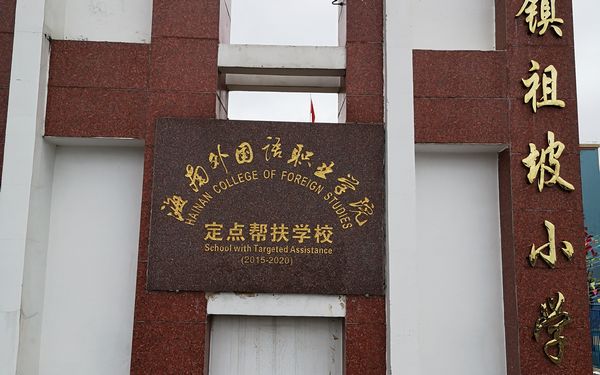 海南外国语职业学院
HAINAN COLLEGE OF FOREIGN STUDIES
定点帮扶学校
School with Targeted Assistance
(2015-2020)
镇祖坡小学